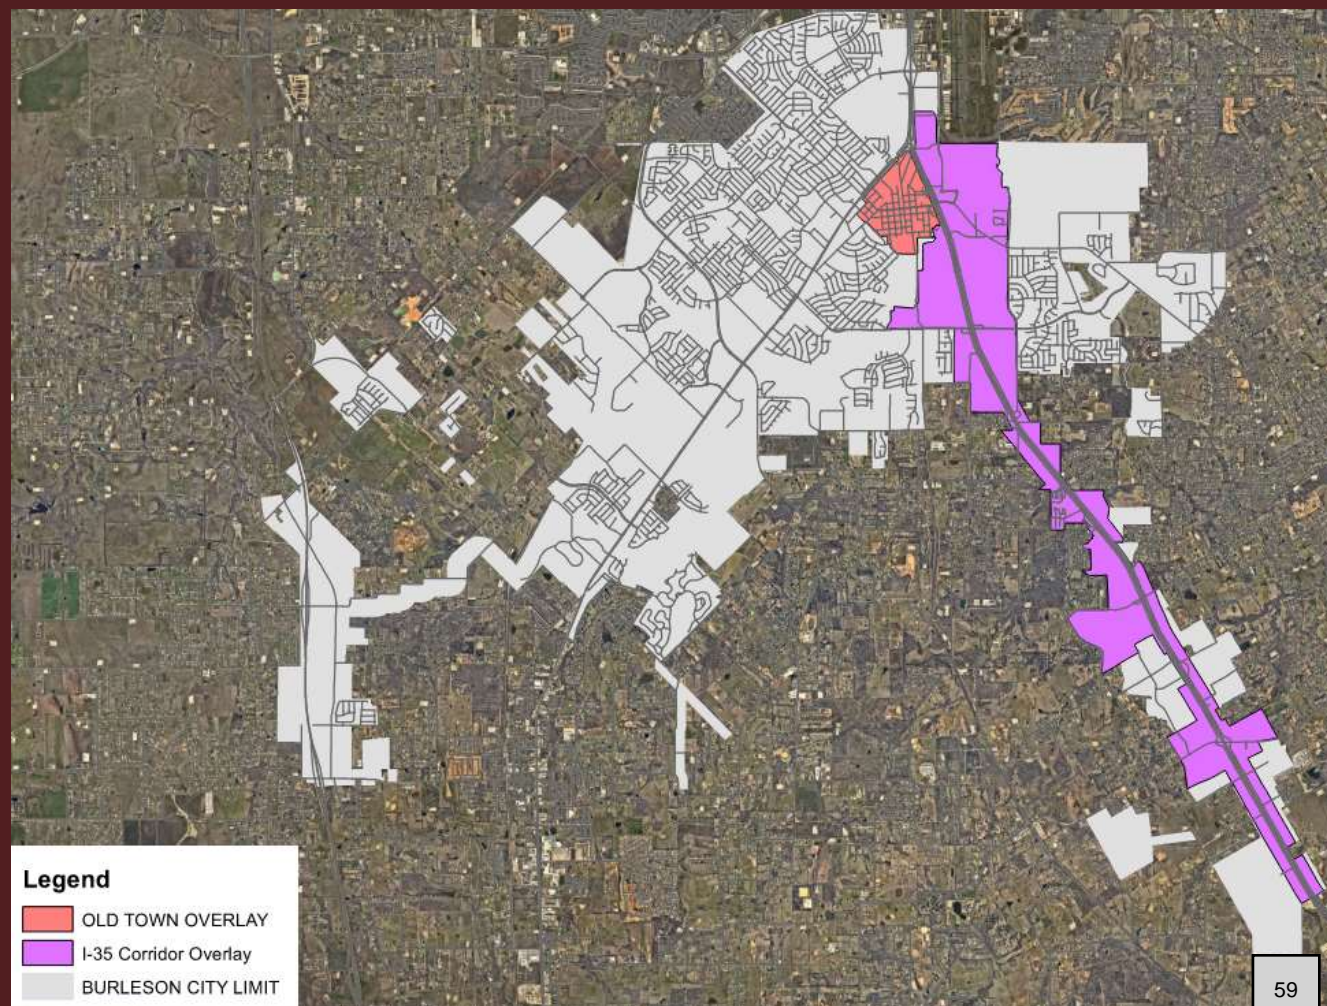 Legend
OLD TOWN OVERLAY
I-35 Corridor Overlay
BURLESON CITY LIMIT
59